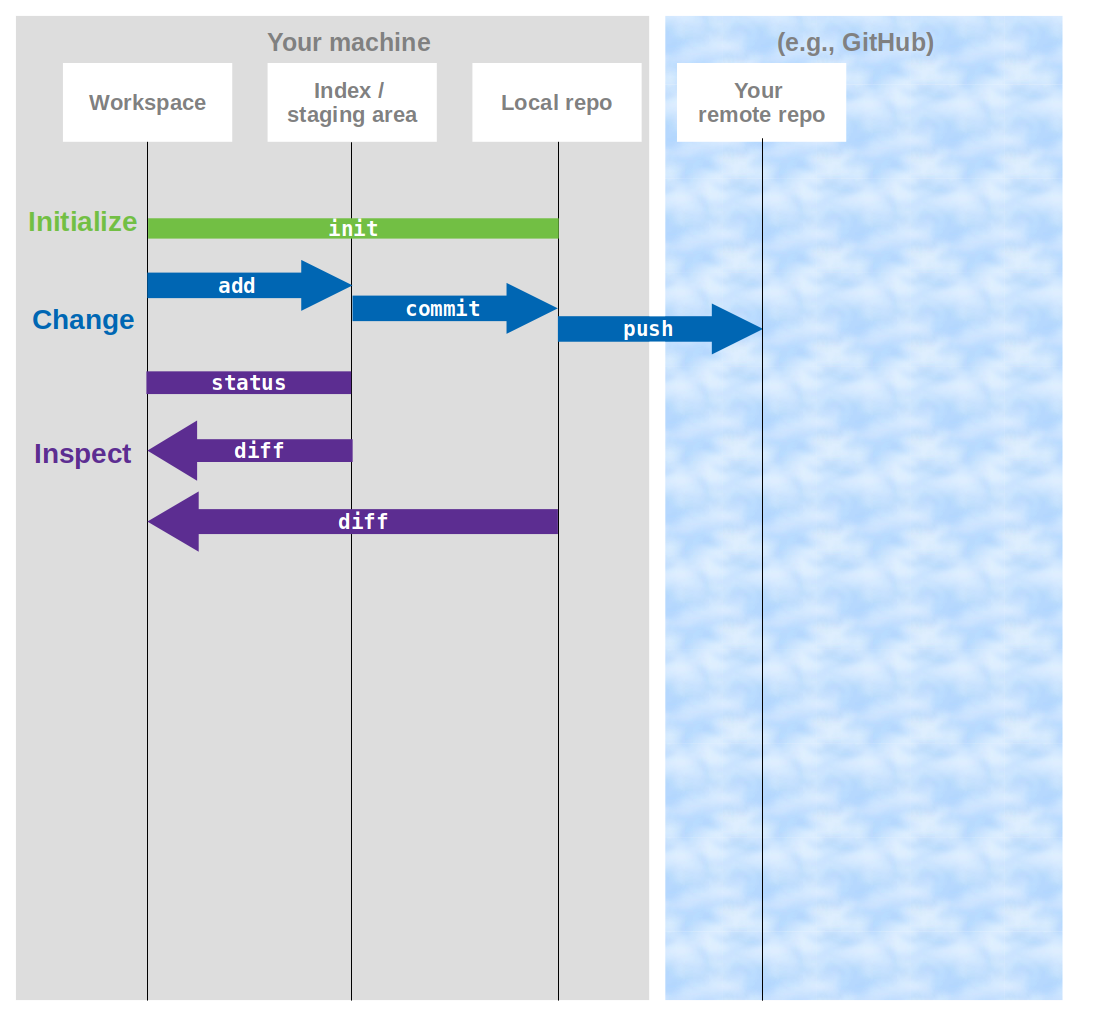 Your machine
(e.g., GitHub)
Workspace
Index /
staging area
Local repo
Your
remote repo
Initialize
init
add
Change
commit
push
status
Inspect
diff
diff